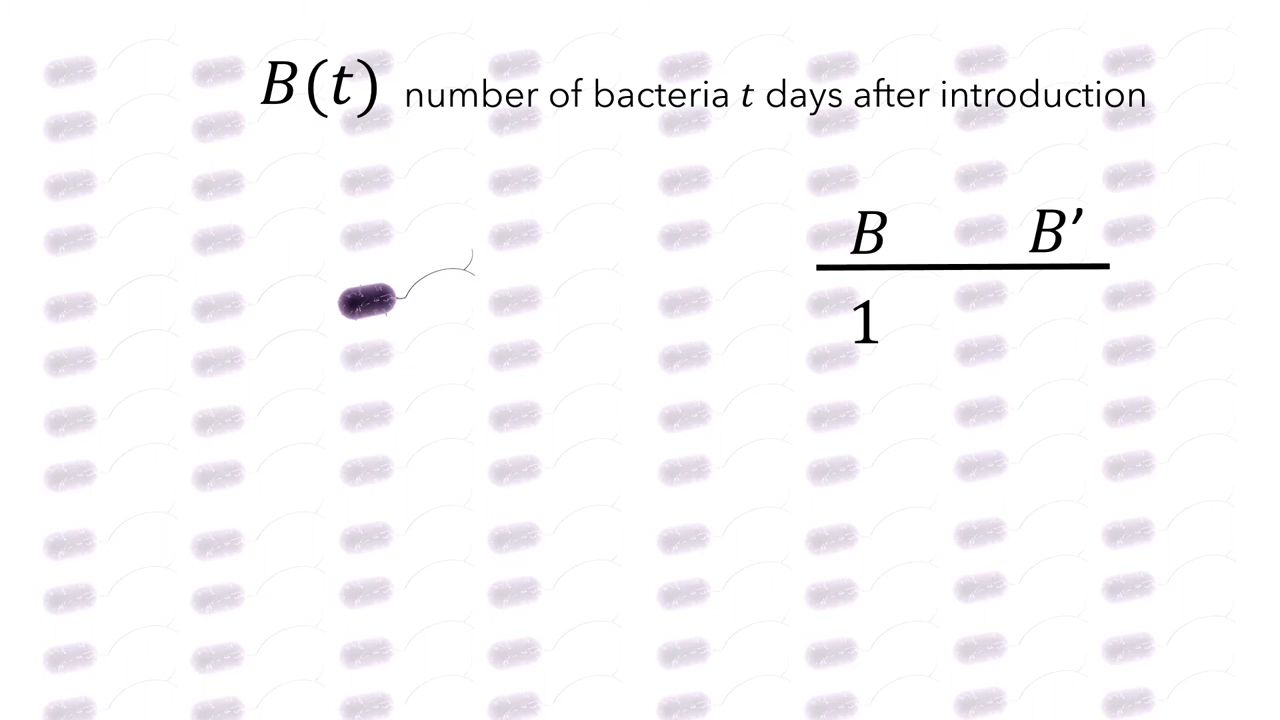 B(t) number of bacteria t days after introduction
B B′
1